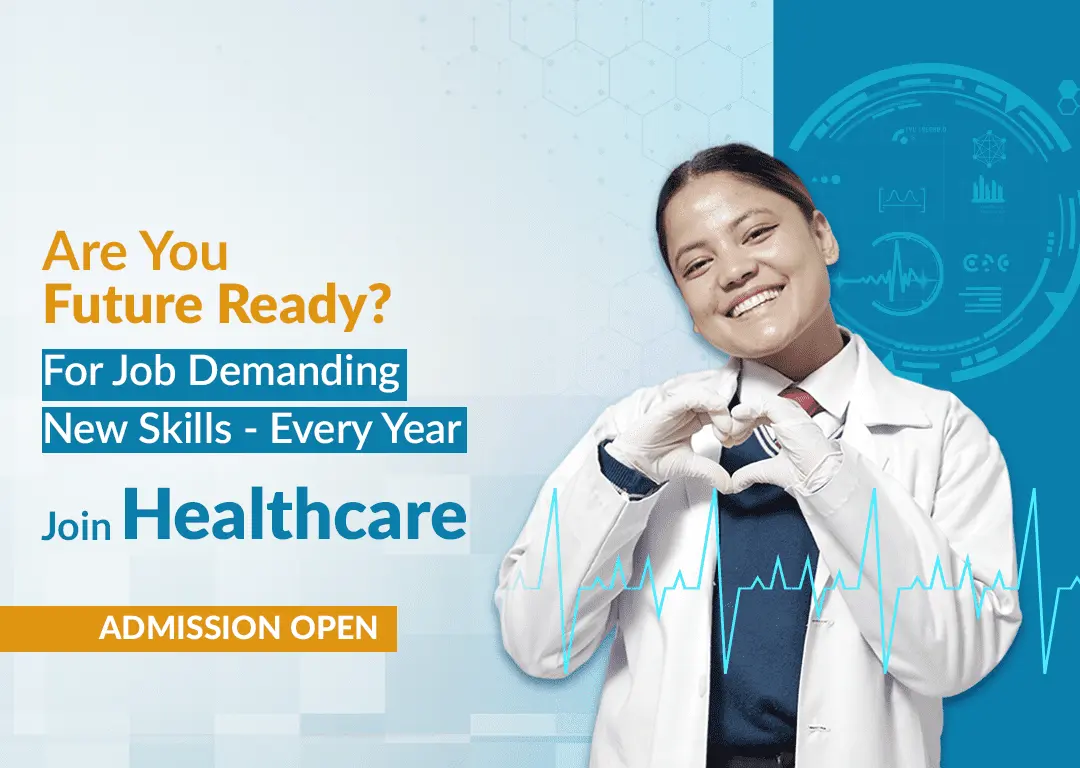 Are You
Future Ready?
For Job Demanding
New Skills - Every Year
Join Healthcare
ADMISSION OPEN